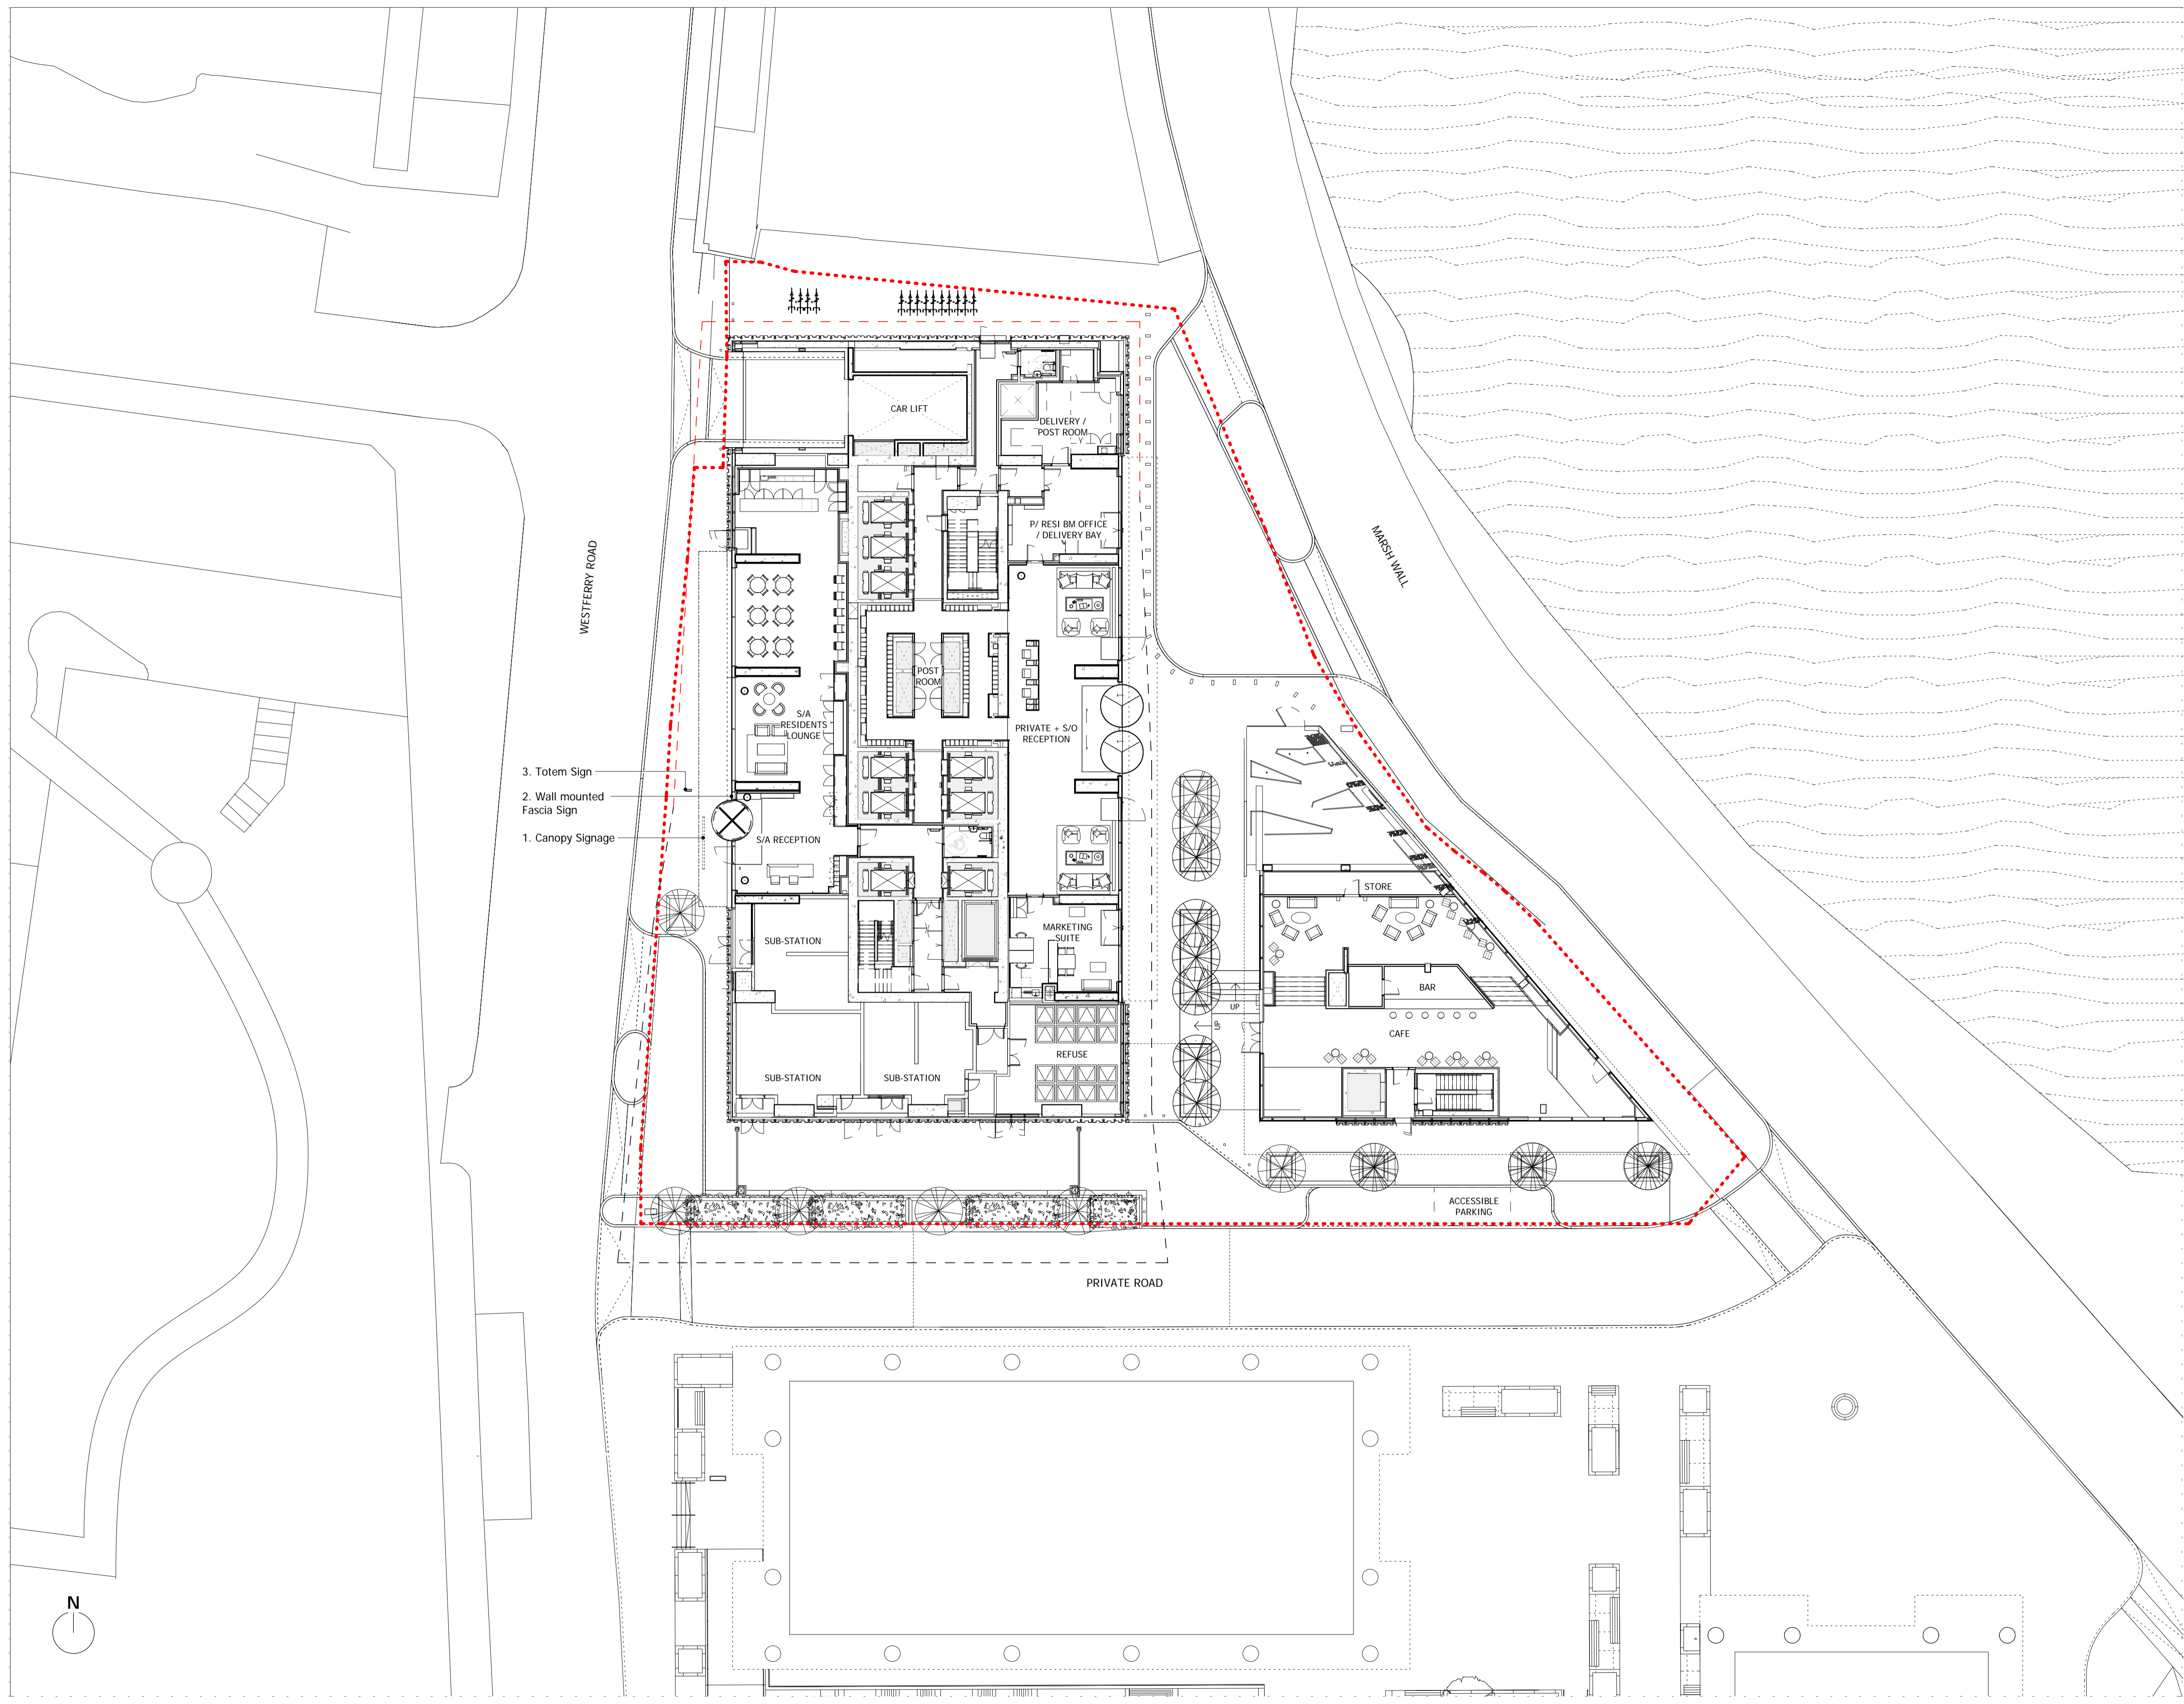 CAR LIFT
DELIVERY /
POST ROOM
P/ RESI BM OFFICE
/ DELIVERY BAY
MARSH WALL
WESTFERRY ROAD
POST
ROOM
S/A
RESIDENTS
LOUNGE
PRIVATE + S/O
RECEPTION
3. Totem Sign
2. Wall mounted
Fascia Sign
1. Canopy Signage
S/A RECEPTION
STORE
MARKETING
SUITE
SUB-STATION
BAR
UP
UP
CAFE
REFUSE
SUB-STATION
SUB-STATION
ACCESSIBLE
PARKING
PRIVATE ROAD
N